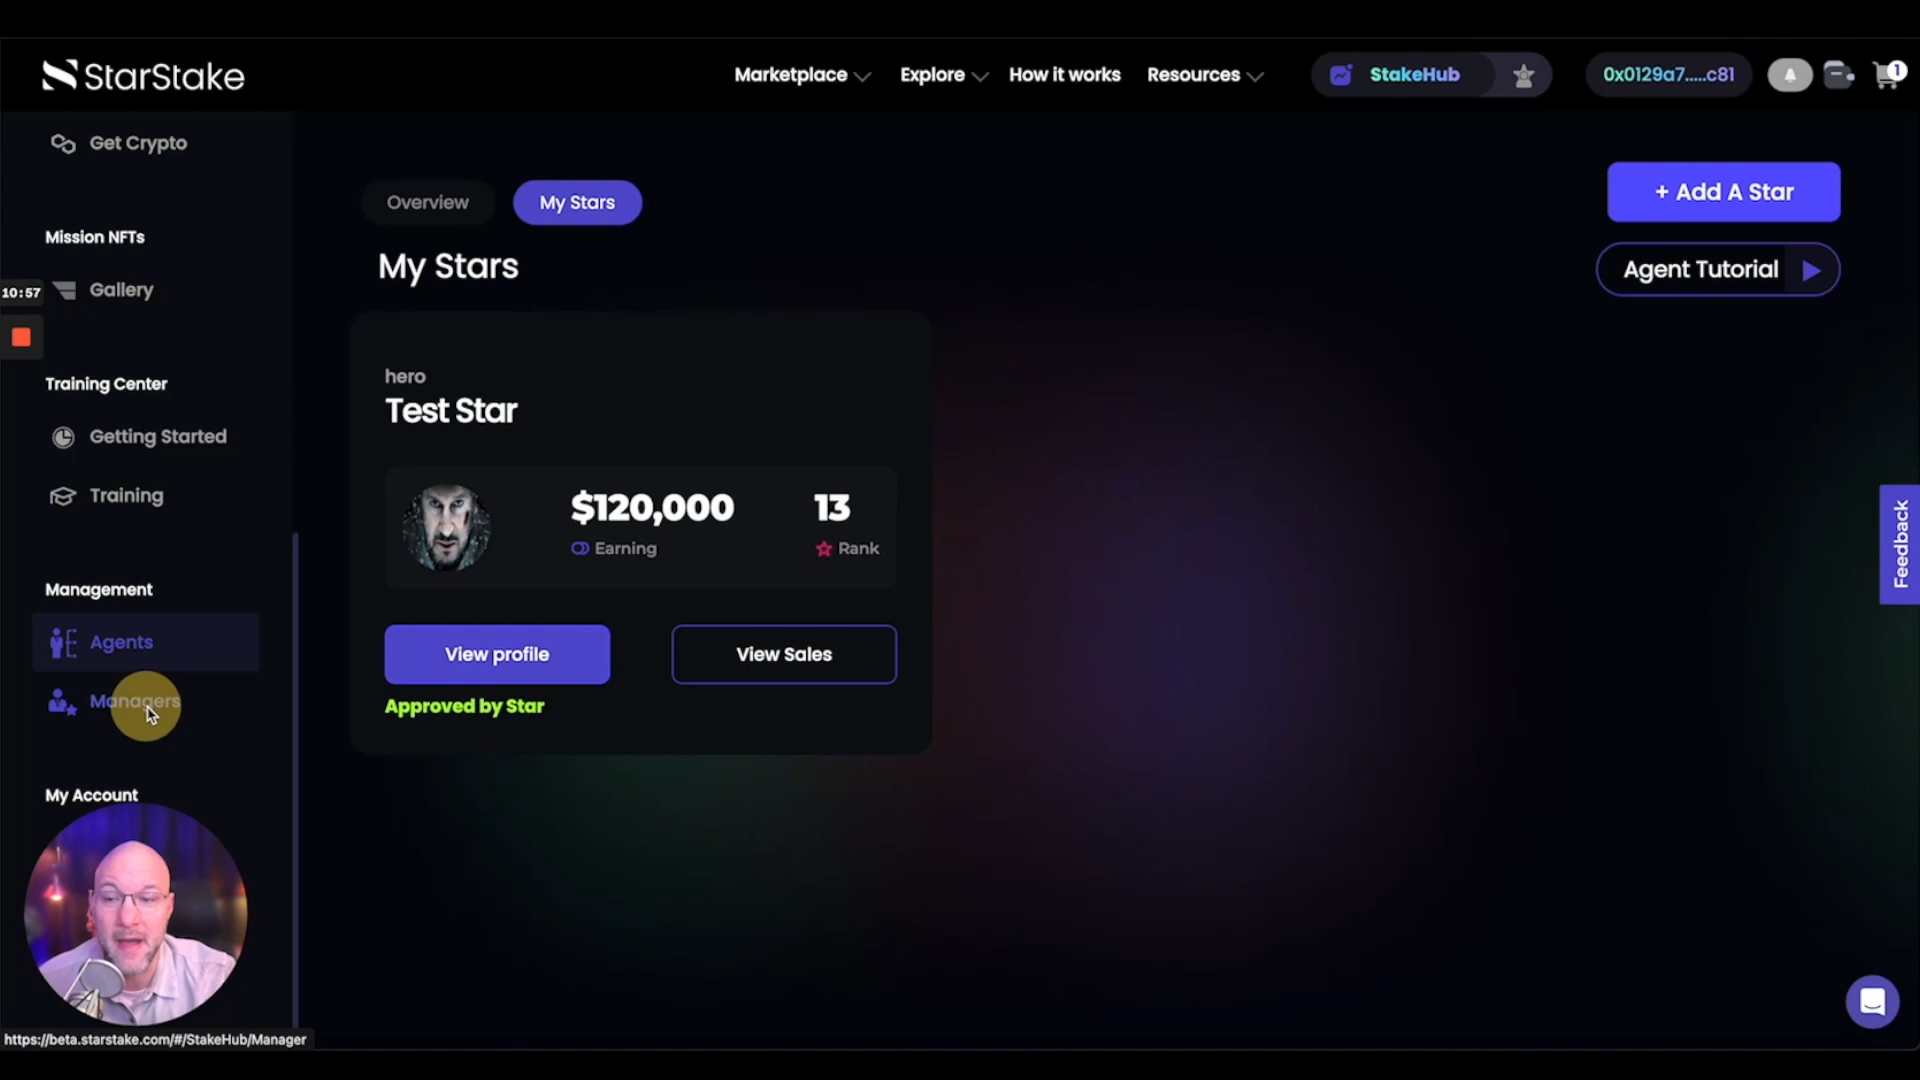 StarStake
Marketplace
Explore
How it works
Resources
StakeHub
0x0129a7.....c81
1
Get Crypto
Mission NFTs
Gallery
10:57
Training Center
Getting Started
Training
Management
Agents
Managers
My Account
Overview
My Stars
+ Add A Star
My Stars
Agent Tutorial
hero
Test Star
$120,000
13
Earning
Rank
View profile
View Sales
Approved by Star
Feedback
https://beta.starstake.com/#/StakeHub/Manager